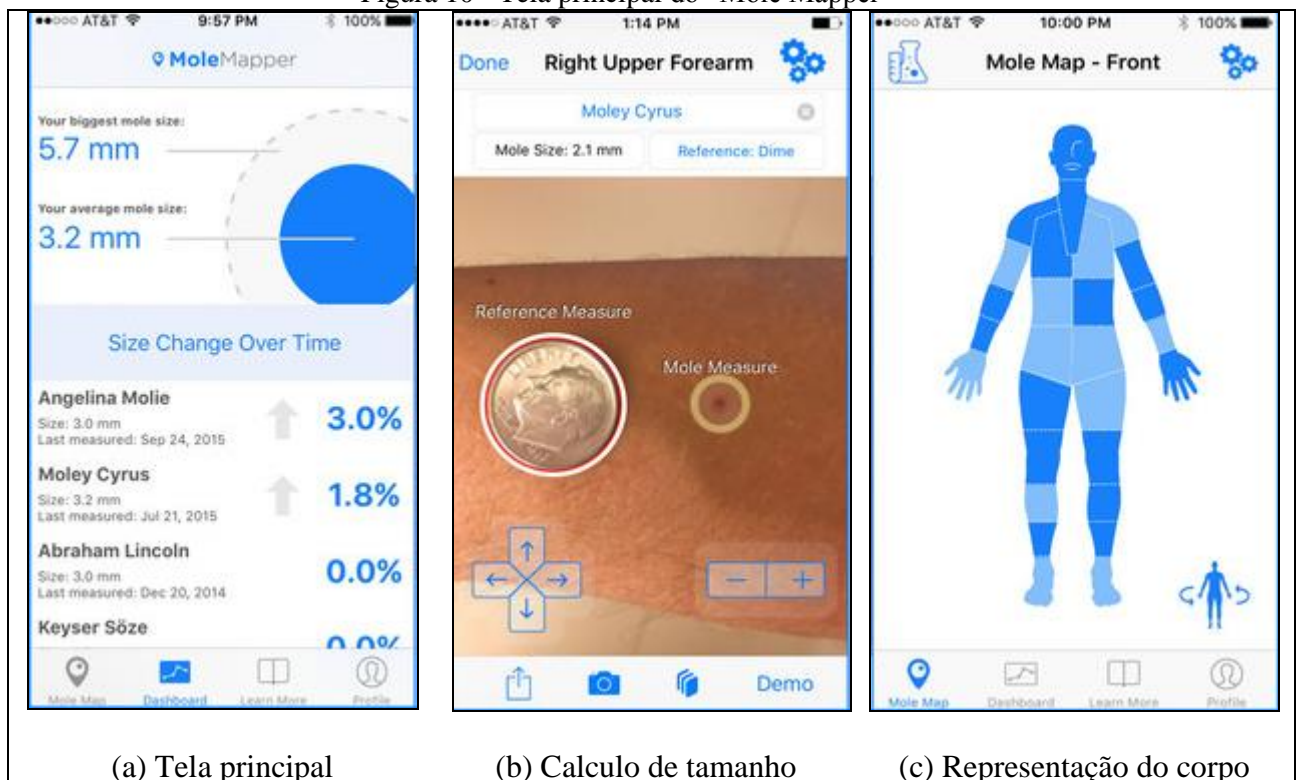 Figura 10 - Tela principal do "Mole Mapper"
AT&T 9:57 PM 100%
MoleMapper
Your biggest mole size:
5.7 mm
Your average mole size:
3.2 mm
Size Change Over Time
Angelina Molie
Size: 3.0 mm
Last measured: Sep 24, 2015
3.0%
Moley Cyrus
Size: 3.2 mm
Last measured: Jul 21, 2015
1.8%
Abraham Lincoln
Size: 3.0 mm
Last measured: Dec 20, 2014
0.0%
Keyser Söze
0.0%
Mole Map Dashboard Learn More Profile
(a) Tela principal
AT&T 1:14 PM
Done Right Upper Forearm
Moley Cyrus
Mole Size: 2.1 mm Reference: Dime
Reference Measure
Mole Measure
LIBERTY
Demo
(b) Calculo de tamanho
AT&T 10:00 PM 100%
Mole Map - Front
Mole Map Dashboard Learn More Profile
(c) Representação do corpo